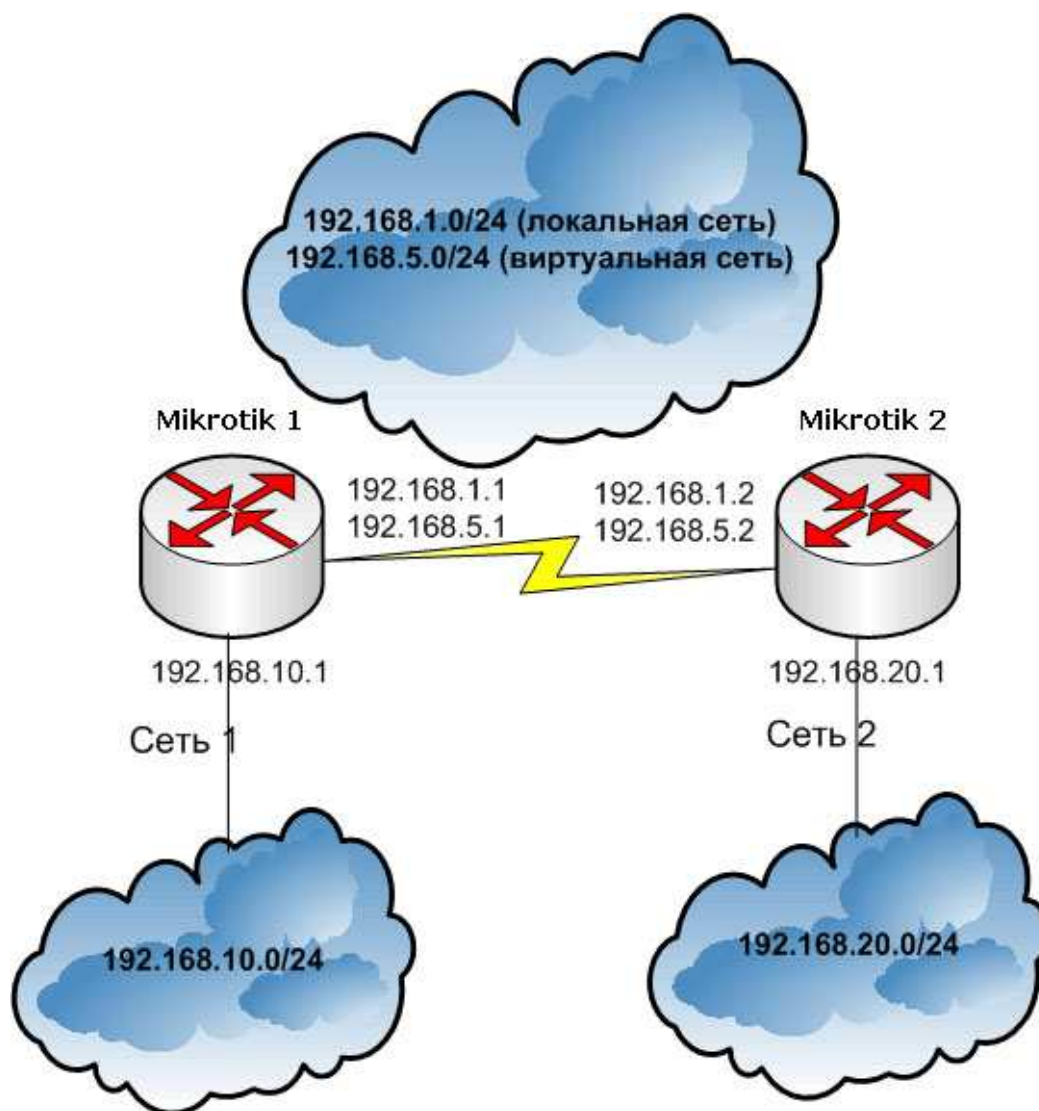 192.168.1.0/24 (локальная сеть)
192.168.5.0/24 (виртуальная сеть)
Mikrotik 1
Mikrotik 2
192.168.1.1
192.168.5.1
192.168.1.2
192.168.5.2
192.168.10.1
192.168.20.1
Сеть 1
Сеть 2
192.168.10.0/24
192.168.20.0/24